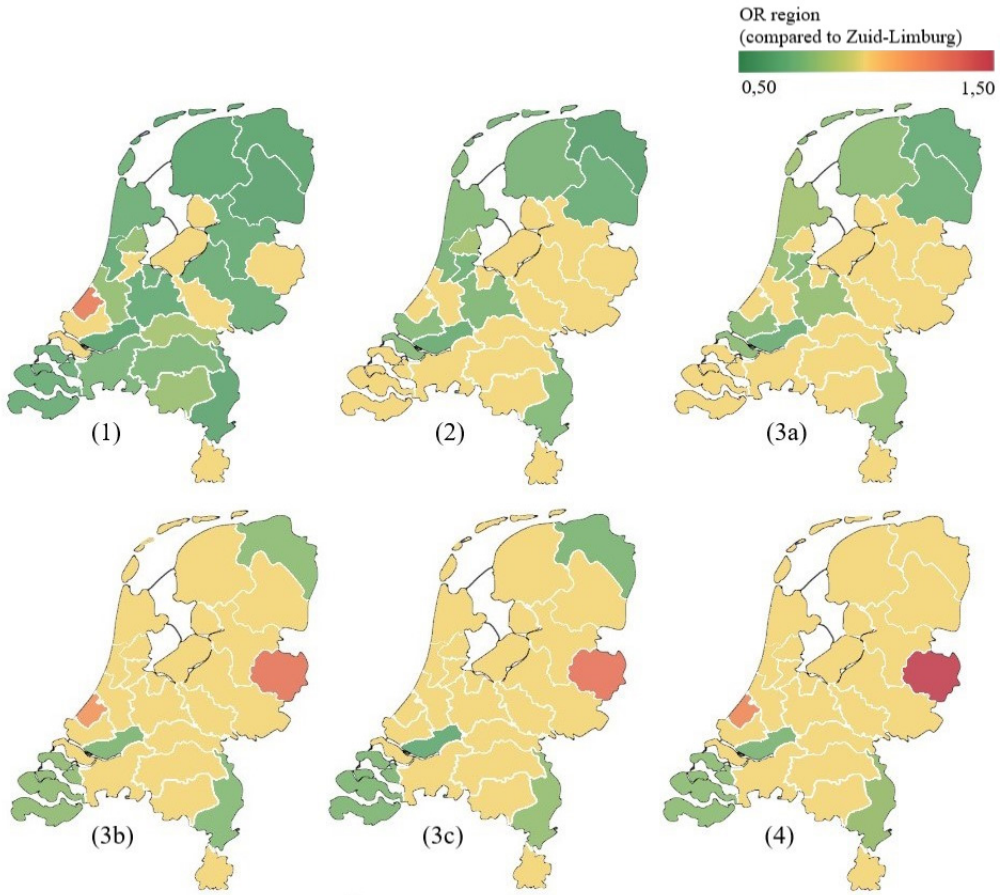 OR region
(compared to Zuid-Limburg)
0,50 1,50
(1) (2) (3a)
(3b) (3c) (4)